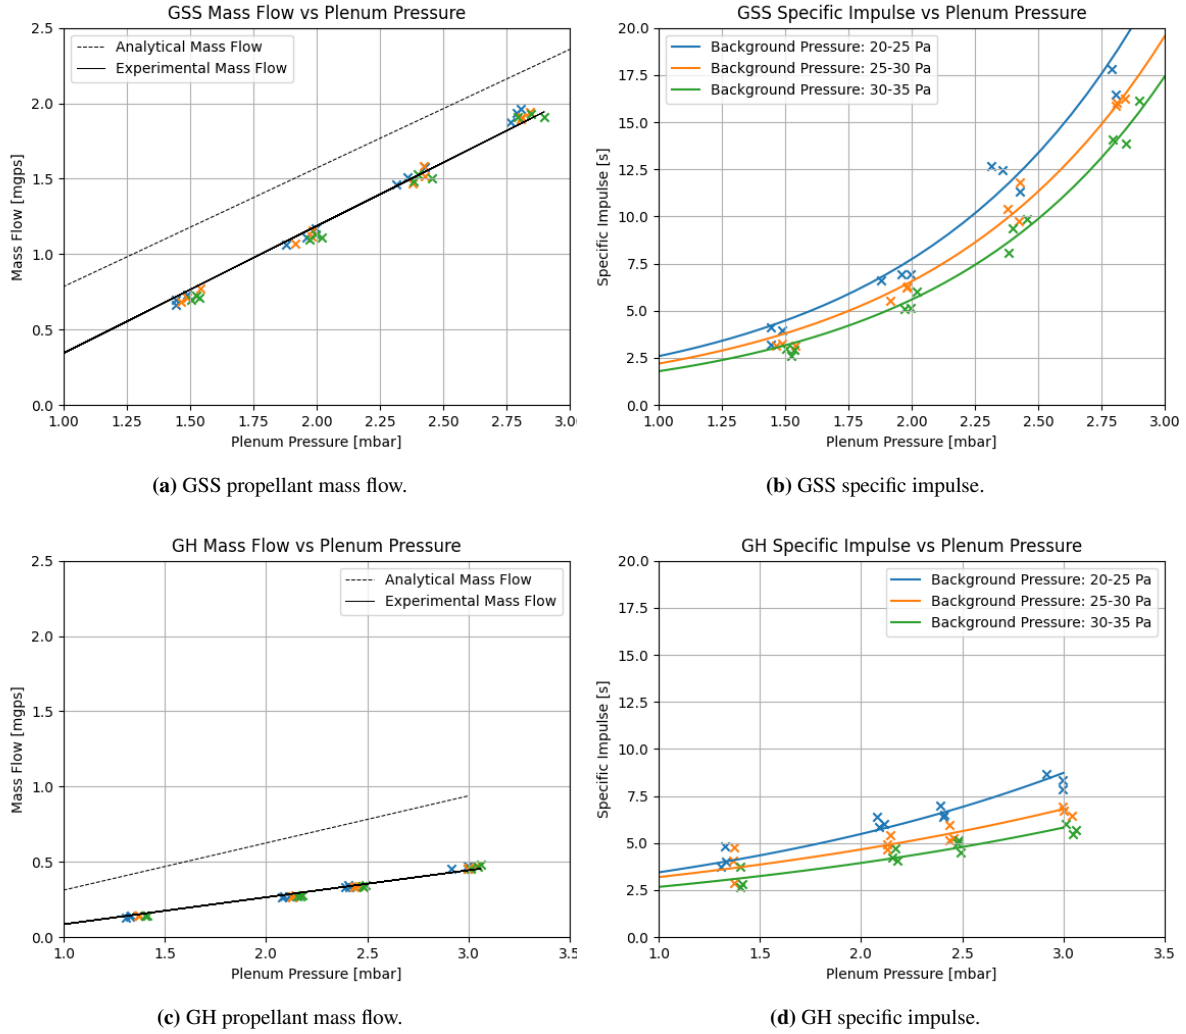 GSS Mass Flow vs Plenum Pressure
2.5
2.0
1.5
1.0
0.5
0.0
Mass Flow [mgps]
Analytical Mass Flow
Experimental Mass Flow
1.00 1.25 1.50 1.75 2.00 2.25 2.50 2.75 3.0
Plenum Pressure [mbar]
(a) GSS propellant mass flow.
GSS Specific Impulse vs Plenum Pressure
20.0
17.5
15.0
12.5
10.0
7.5
5.0
2.5
0.0
Specific Impulse [s]
Background Pressure: 20-25 Pa
Background Pressure: 25-30 Pa
Background Pressure: 30-35 Pa
1.00 1.25 1.50 1.75 2.00 2.25 2.50 2.75 3.00
Plenum Pressure [mbar]
(b) GSS specific impulse.
GH Mass Flow vs Plenum Pressure
2.5
2.0
1.5
1.0
0.5
0.0
Mass Flow [mgps]
Analytical Mass Flow
Experimental Mass Flow
1.0 1.5 2.0 2.5 3.0 3.5
Plenum Pressure [mbar]
(c) GH propellant mass flow.
GH Specific Impulse vs Plenum Pressure
20.0
17.5
15.0
12.5
10.0
7.5
5.0
2.5
0.0
Specific Impulse [s]
Background Pressure: 20-25 Pa
Background Pressure: 25-30 Pa
Background Pressure: 30-35 Pa
1.0 1.5 2.0 2.5 3.0 3.5
Plenum Pressure [mbar]
(d) GH specific impulse.